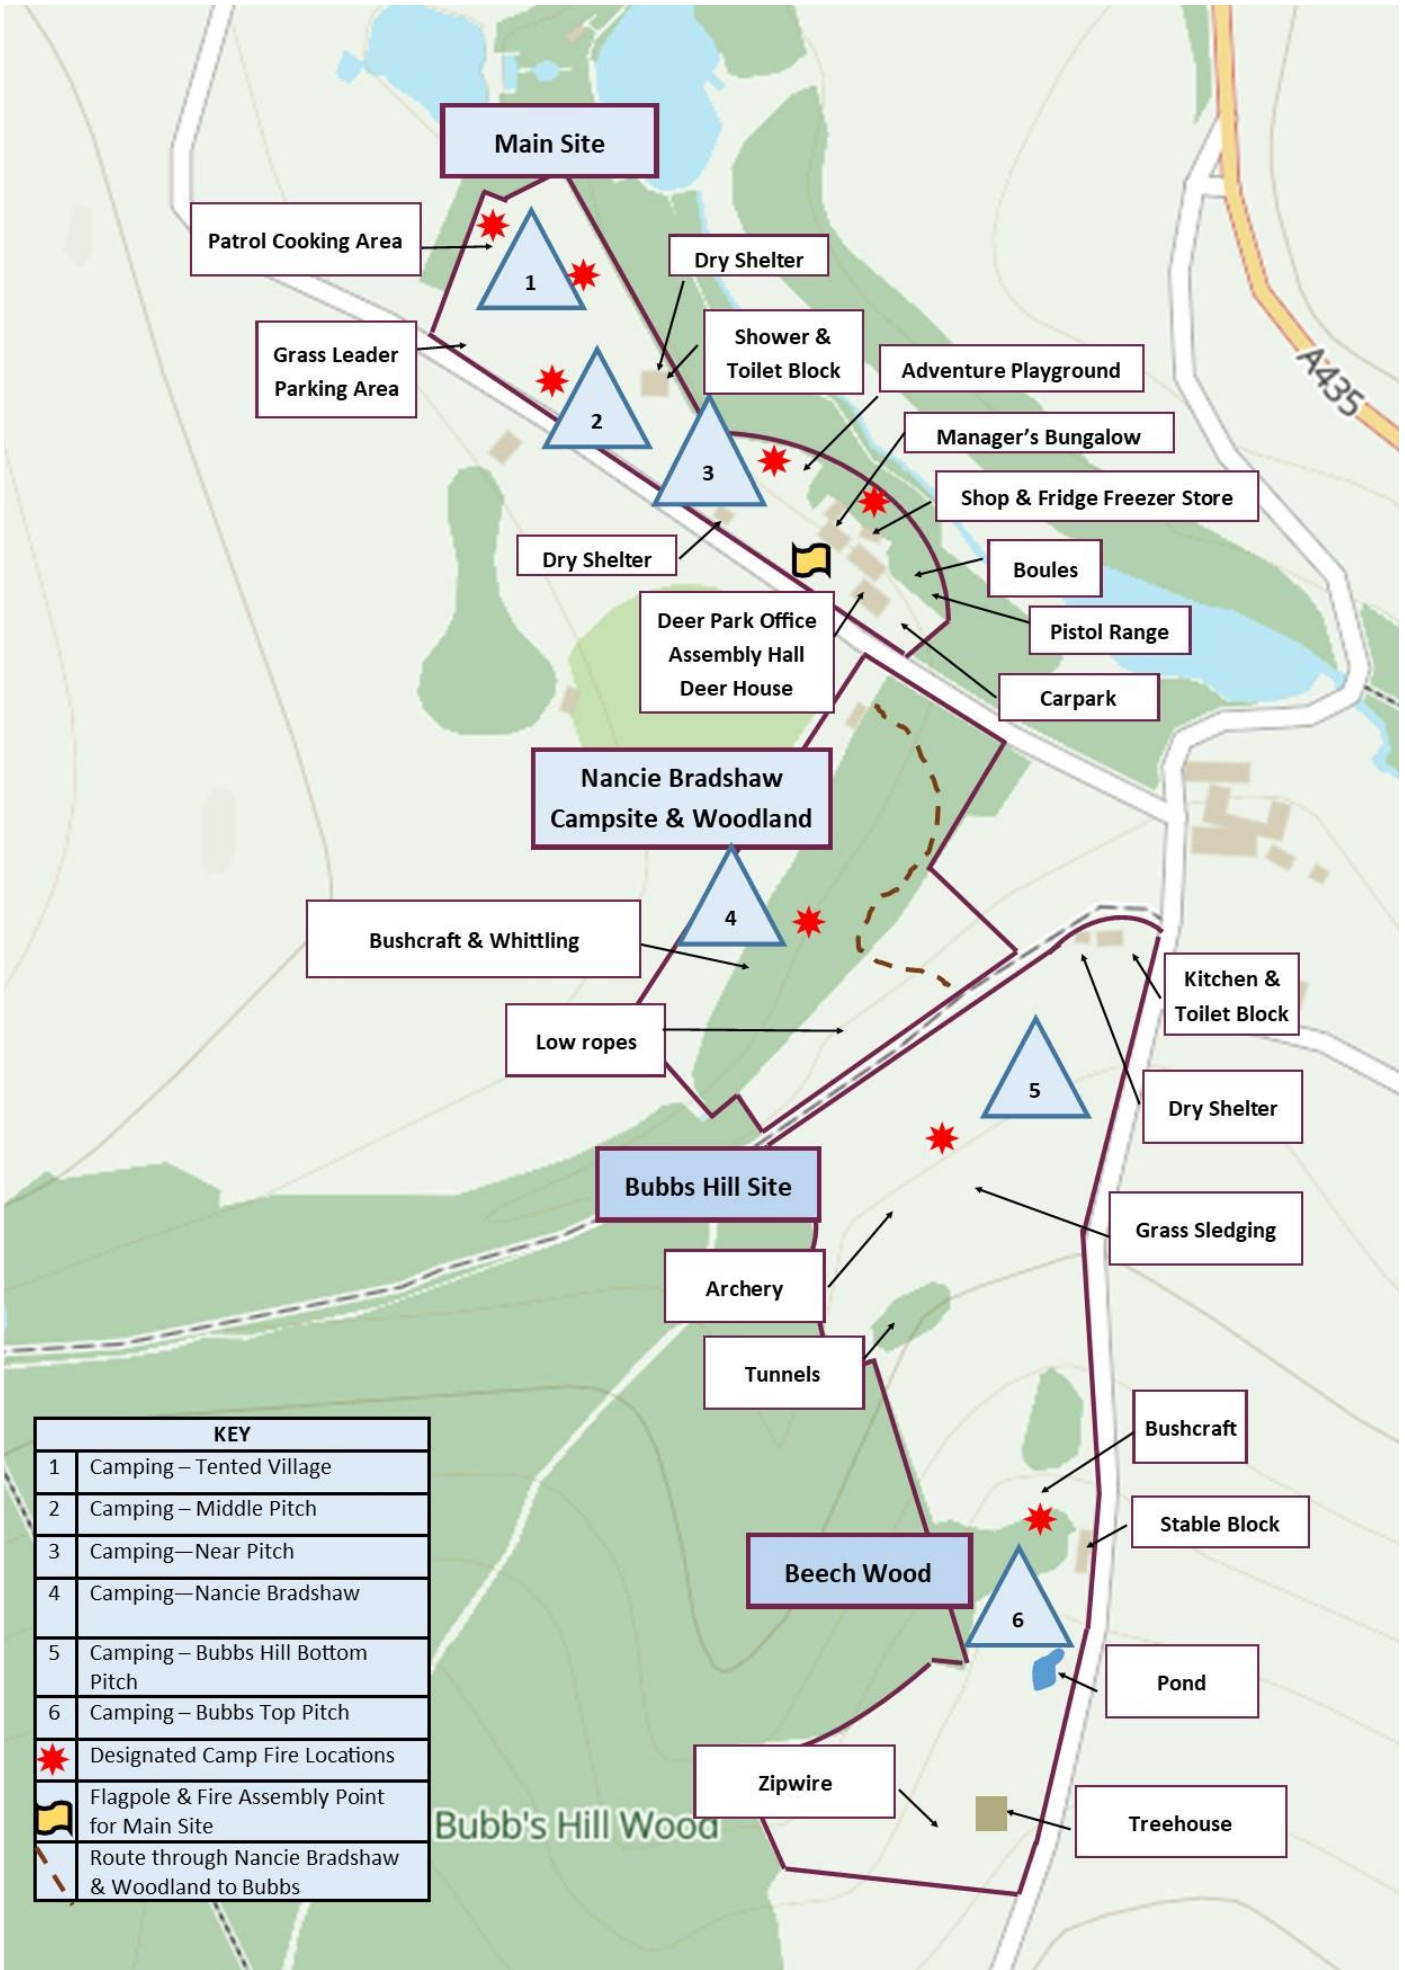 Main Site
Patrol Cooking Area
1
Dry Shelter
Grass Leader
Parking Area
Shower &
Toilet Block
Adventure Playground
A435
2
3
Manager’s Bungalow
Shop & Fridge Freezer Store
Dry Shelter
Boules
Deer Park Office
Assembly Hall
Deer House
Pistol Range
Carpark
Nancie Bradshaw
Campsite & Woodland
4
Bushcraft & Whittling
Low ropes
Kitchen &
Toilet Block
5
Dry Shelter
Bubbs Hill Site
Grass Sledging
Archery
Tunnels
Bushcraft
Stable Block
Beech Wood
6
Pond
Zipwire
Treehouse
Bubb's Hill Wood
KEY
1 Camping – Tented Village
2 Camping – Middle Pitch
3 Camping—Near Pitch
4 Camping—Nancie Bradshaw
5 Camping – Bubbs Hill Bottom
Pitch
6 Camping – Bubbs Top Pitch
Designated Camp Fire Locations
Flagpole & Fire Assembly Point
for Main Site
Route through Nancie Bradshaw
& Woodland to Bubbs